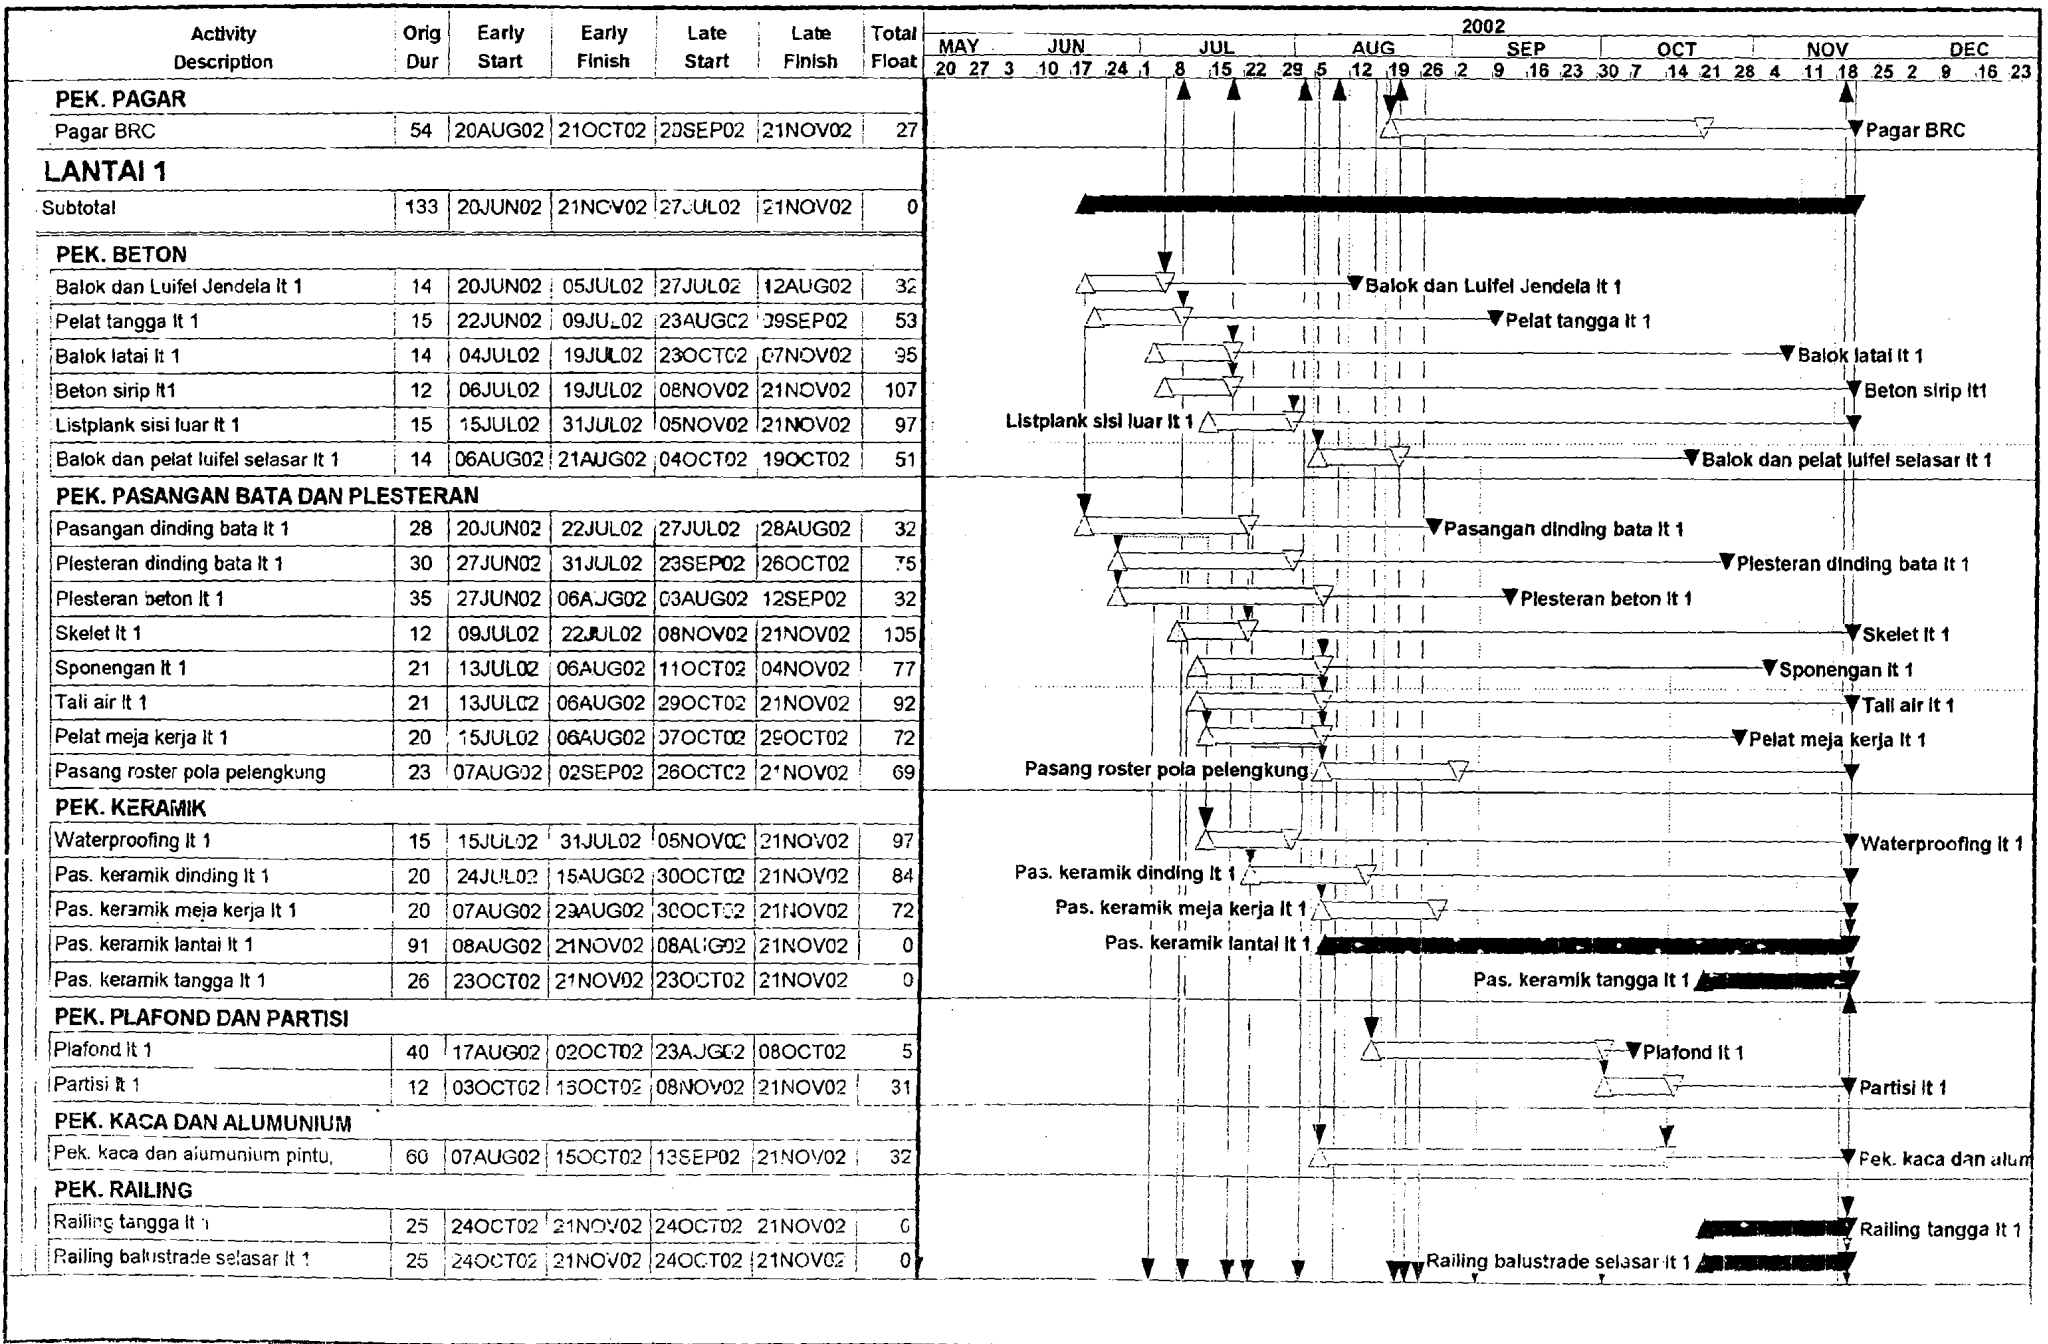 Activity Description Orig Dur Early Start Early Finish Late Start Late Finish Total Float
2002
MAY JUN JUL AUG SEP OCT NOV DEC
20 27 3 10 17 24 1 8 15 22 29 5 12 19 26 2 9 16 23 30 7 14 21 28 4 11 18 25 2 9 16 23
PEK. PAGAR
Pagar BRC 54 20AUG02 21OCT02 20SEP02 21NOV02 27 Pagar BRC
LANTAI 1
Subtotal 133 20JUN02 21NOV02 27JUL02 21NOV02 0
PEK. BETON
Balok dan Luifel Jendela lt 1 14 20JUN02 05JUL02 27JUL02 12AUG02 32 Balok dan Luifel Jendela lt 1
Pelat tangga lt 1 15 22JUN02 09JUL02 23AUG02 09SEP02 53 Pelat tangga lt 1
Balok latai lt 1 14 04JUL02 19JUL02 23OCT02 07NOV02 95 Balok latai lt 1
Beton sirip lt1 12 06JUL02 19JUL02 08NOV02 21NOV02 107 Beton sirip lt1
Listplank sisi luar lt 1 15 15JUL02 31JUL02 05NOV02 21NOV02 97 Listplank sisi luar lt 1
Balok dan pelat luifel selasar lt 1 14 06AUG02 21AUG02 04OCT02 19OCT02 51 Balok dan pelat luifel selasar lt 1
PEK. PASANGAN BATA DAN PLESTERAN
Pasangan dinding bata lt 1 28 20JUN02 22JUL02 27JUL02 28AUG02 32 Pasangan dinding bata lt 1
Plesteran dinding bata lt 1 30 27JUN02 31JUL02 23SEP02 26OCT02 75 Plesteran dinding bata lt 1
Plesteran beton lt 1 35 27JUN02 06AUG02 03AUG02 12SEP02 32 Plesteran beton lt 1
Skelet lt 1 12 09JUL02 22JUL02 08NOV02 21NOV02 105 Skelet lt 1
Sponengan lt 1 21 13JUL02 06AUG02 11OCT02 04NOV02 77 Sponengan lt 1
Tali air lt 1 21 13JUL02 06AUG02 29OCT02 21NOV02 92 Tali air lt 1
Pelat meja kerja lt 1 20 15JUL02 06AUG02 07OCT02 29OCT02 72 Pelat meja kerja lt 1
Pasang roster pola pelengkung 23 07AUG02 02SEP02 26OCT02 21NOV02 69 Pasang roster pola pelengkung
PEK. KERAMIK
Waterproofing lt 1 15 15JUL02 31JUL02 05NOV02 21NOV02 97 Waterproofing lt 1
Pas. keramik dinding lt 1 20 24JUL02 15AUG02 30OCT02 21NOV02 84 Pas. keramik dinding lt 1
Pas. keramik meja kerja lt 1 20 07AUG02 29AUG02 30OCT02 21NOV02 72 Pas. keramik meja kerja lt 1
Pas. keramik lantai lt 1 91 08AUG02 21NOV02 08AUG02 21NOV02 0 Pas. keramik lantai lt 1
Pas. keramik tangga lt 1 26 23OCT02 21NOV02 23OCT02 21NOV02 0 Pas. keramik tangga lt 1
PEK. PLAFOND DAN PARTISI
Plafond lt 1 40 17AUG02 02OCT02 23AUG02 08OCT02 5 Plafond lt 1
Partisi lt 1 12 03OCT02 16OCT02 08NOV02 21NOV02 31 Partisi lt 1
PEK. KACA DAN ALUMUNIUM
Pek. kaca dan alumunium pintu, 60 07AUG02 15OCT02 13SEP02 21NOV02 32 Pek. kaca dan alum
PEK. RAILING
Railing tangga lt 1 25 24OCT02 21NOV02 24OCT02 21NOV02 0 Railing tangga lt 1
Railing balustrade selasar lt 1 25 24OCT02 21NOV02 24OCT02 21NOV02 0 Railing balustrade selasar lt 1